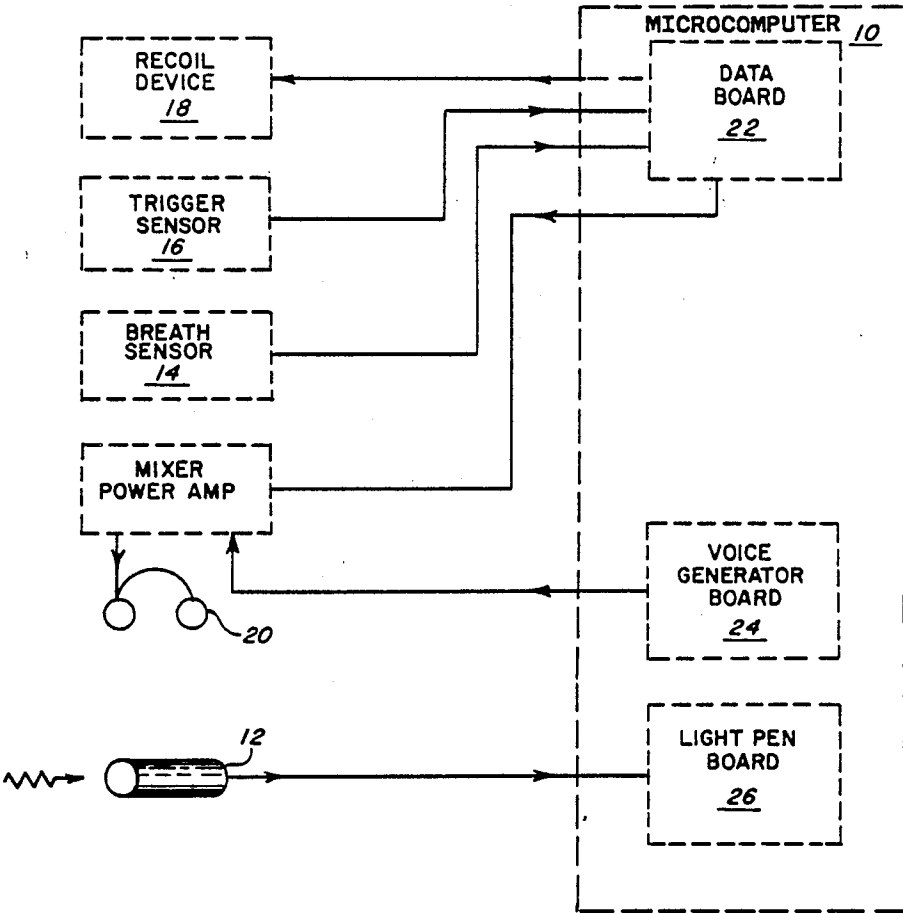 MICROCOMPUTER 10
RECOIL
DEVICE
18
DATA
BOARD
22
TRIGGER
SENSOR
16
BREATH
SENSOR
14
MIXER
POWER AMP
VOICE
GENERATOR
BOARD
24
20
12
LIGHT PEN
BOARD
26